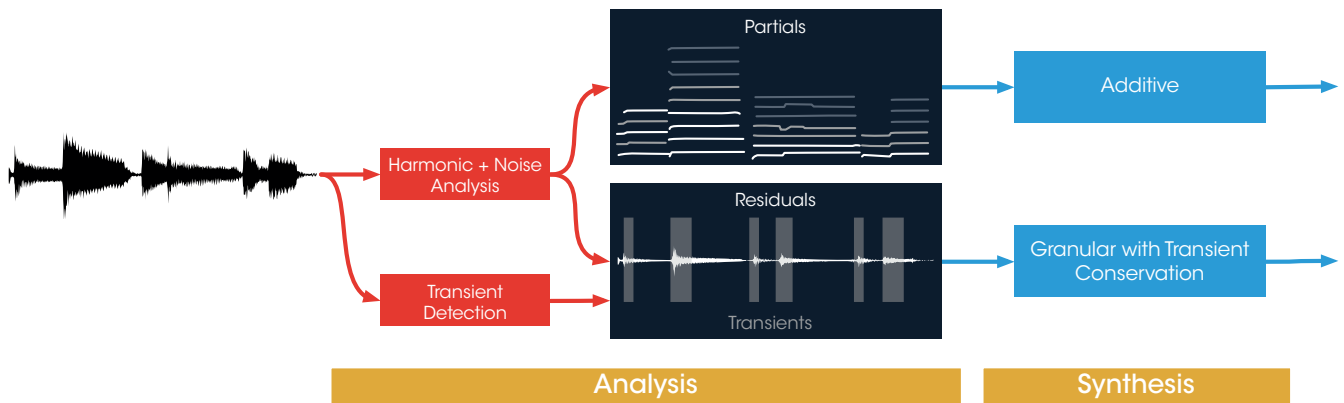 Partials
Additive
Harmonic + Noise
Analysis
Residuals
Granular with Transient
Conservation
Transient
Detection
Transients
Analysis
Synthesis